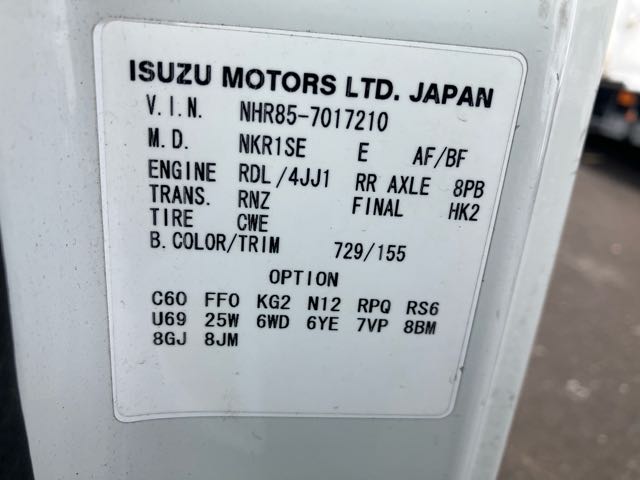 ISUZU MOTORS LTD. JAPAN
V.I.N. NHR85-7017210
M.D. NKR1SE E AF/BF
ENGINE RDL/4JJ1 RR AXLE 8PB
TRANS. RNZ FINAL HK2
TIRE CWE
B.COLOR/TRIM 729/155
OPTION
C60 FF0 KG2 N12 RPQ RS6
U69 25W 6WD 6YE 7VP 8BM
8GJ 8JM